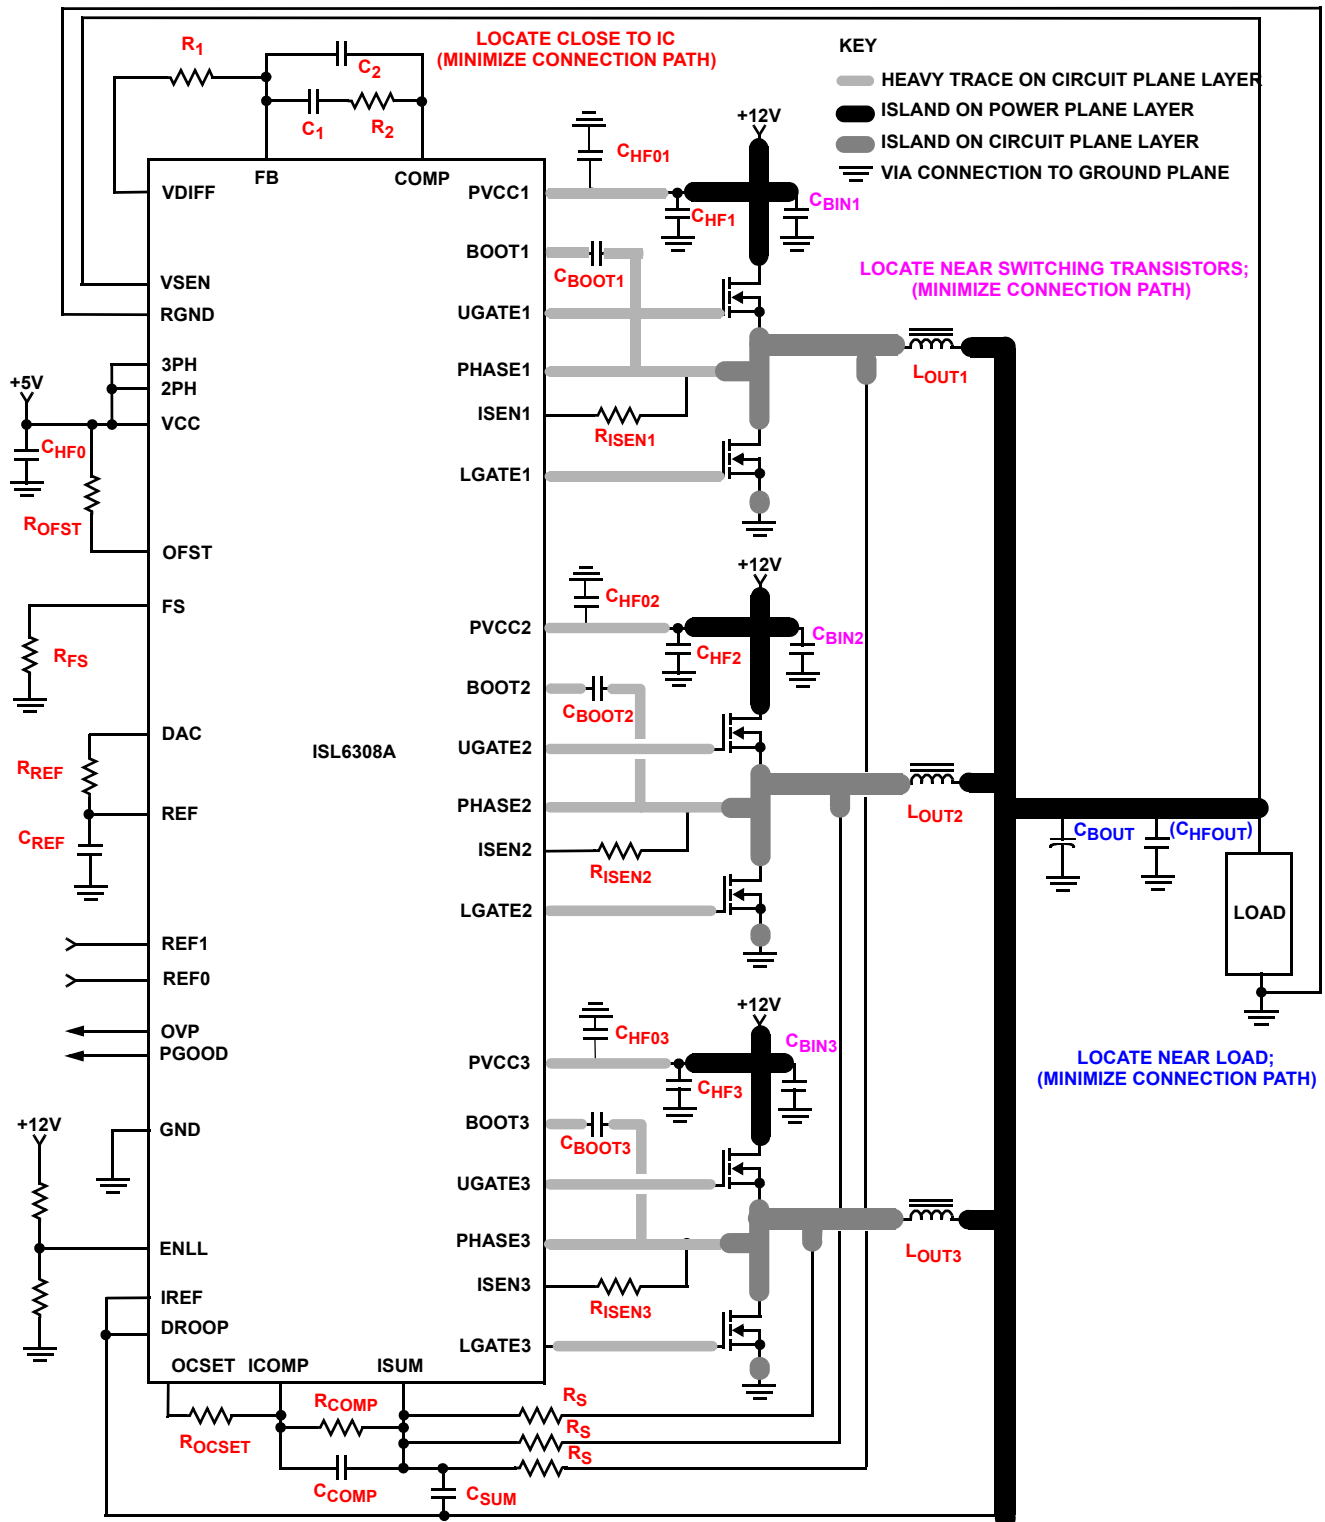 LOCATE CLOSE TO IC
(MINIMIZE CONNECTION PATH)
KEY
HEAVY TRACE ON CIRCUIT PLANE LAYER
ISLAND ON POWER PLANE LAYER
ISLAND ON CIRCUIT PLANE LAYER
VIA CONNECTION TO GROUND PLANE
R1
C2
C1
R2
FB
COMP
VDIFF
VSEN
RGND
3PH
2PH
VCC
+5V
CHF0
ROFST
OFST
FS
RFS
DAC
RREF
REF
CREF
REF1
REF0
OVP
PGOOD
GND
+12V
ENLL
IREF
DROOP
ISL6308A
OCSET
ICOMP
ISUM
ROCSET
RCOMP
CCOMP
CSUM
RS
RS
RS
+12V
CHF01
PVCC1
CHF1
CBIN1
BOOT1
CBOOT1
UGATE1
PHASE1
ISEN1
RISEN1
LGATE1
LOUT1
LOCATE NEAR SWITCHING TRANSISTORS;
(MINIMIZE CONNECTION PATH)
+12V
CHF02
PVCC2
CHF2
CBIN2
BOOT2
CBOOT2
UGATE2
PHASE2
ISEN2
RISEN2
LGATE2
LOUT2
CBOUT
(CHFOUT)
LOAD
+12V
CHF03
PVCC3
CHF3
CBIN3
BOOT3
CBOOT3
UGATE3
PHASE3
ISEN3
RISEN3
LGATE3
LOUT3
LOCATE NEAR LOAD;
(MINIMIZE CONNECTION PATH)